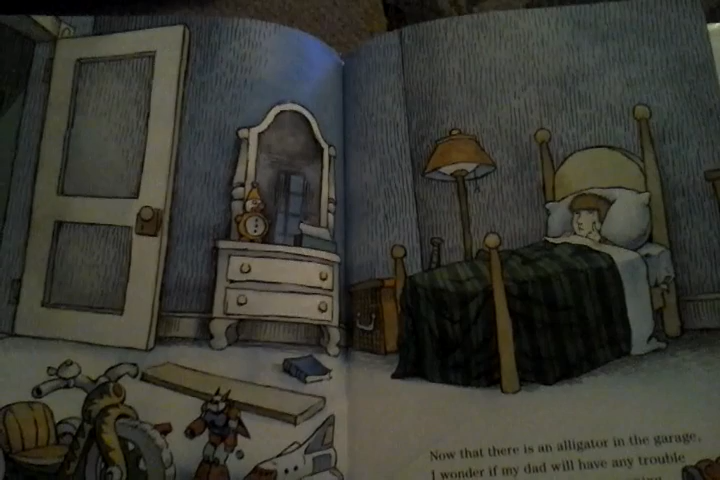 Now that there is an alligator in the garage,
I wonder if my dad will have any trouble